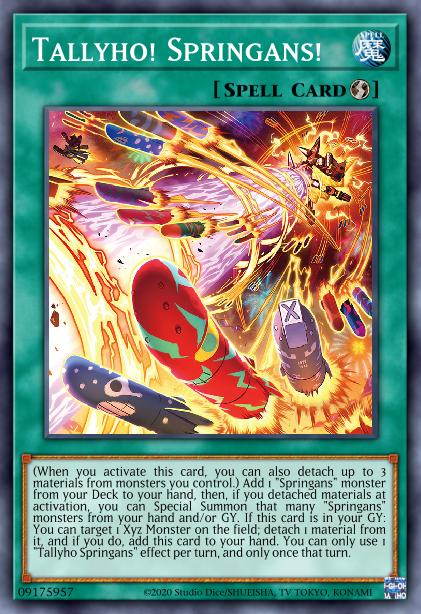 TALLYHO! SPRINGANS!
SPELL
魔
[SPELL CARD]
X
(When you activate this card, you can also detach up to 3
materials from monsters you control.) Add 1 "Springans" monster
from your Deck to your hand, then, if you detached materials at
activation, you can Special Summon that many "Springans"
monsters from your hand and/or GY. If this card is in your GY:
You can target 1 Xyz Monster on the field; detach 1 material from
it, and if you do, add this card to your hand. You can only use 1
"Tallyho Springans" effect per turn, and only once that turn.
09175957
©2020 Studio Dice/SHUEISHA, TV TOKYO, KONAMI